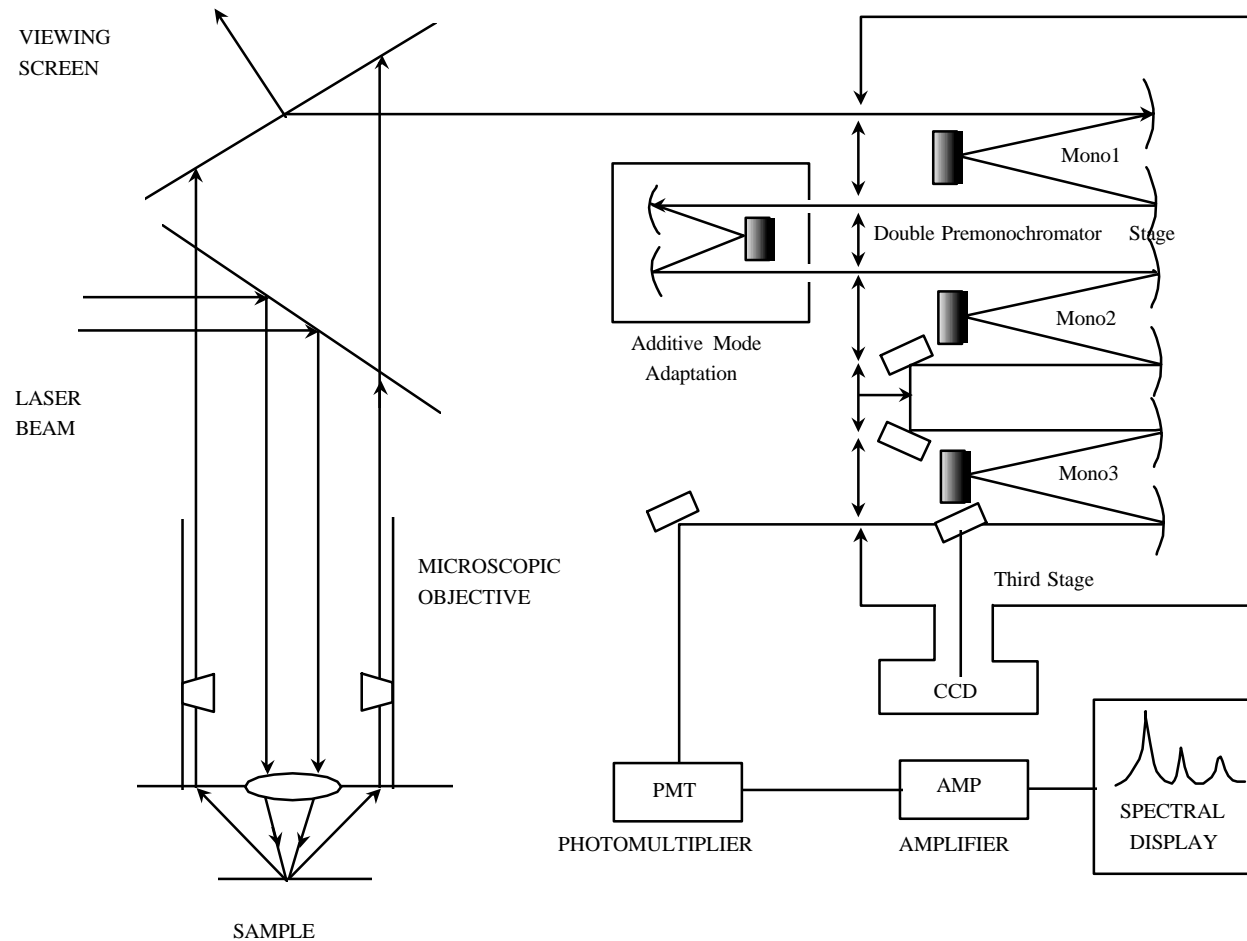 VIEWING
SCREEN
Mono1
Double Premonochromator Stage
Mono2
Additive Mode
Adaptation
LASER
BEAM
Mono3
MICROSCOPIC
OBJECTIVE
Third Stage
CCD
PMT
AMP
SPECTRAL
DISPLAY
PHOTOMULTIPLIER
AMPLIFIER
SAMPLE